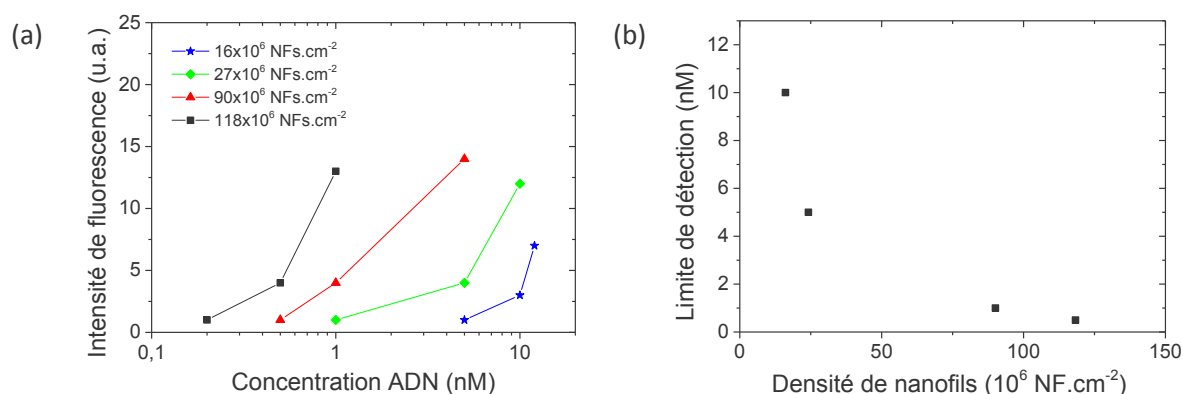 (a)
Intensité de fluorescence (u.a.)
25
20
15
10
5
0
16x10⁶ NFs.cm⁻²
27x10⁶ NFs.cm⁻²
90x10⁶ NFs.cm⁻²
118x10⁶ NFs.cm⁻²
0,1
1
10
Concentration ADN (nM)
(b)
Limite de détection (nM)
12
10
8
6
4
2
0
0
50
100
150
Densité de nanofils (10⁶ NF.cm⁻²)